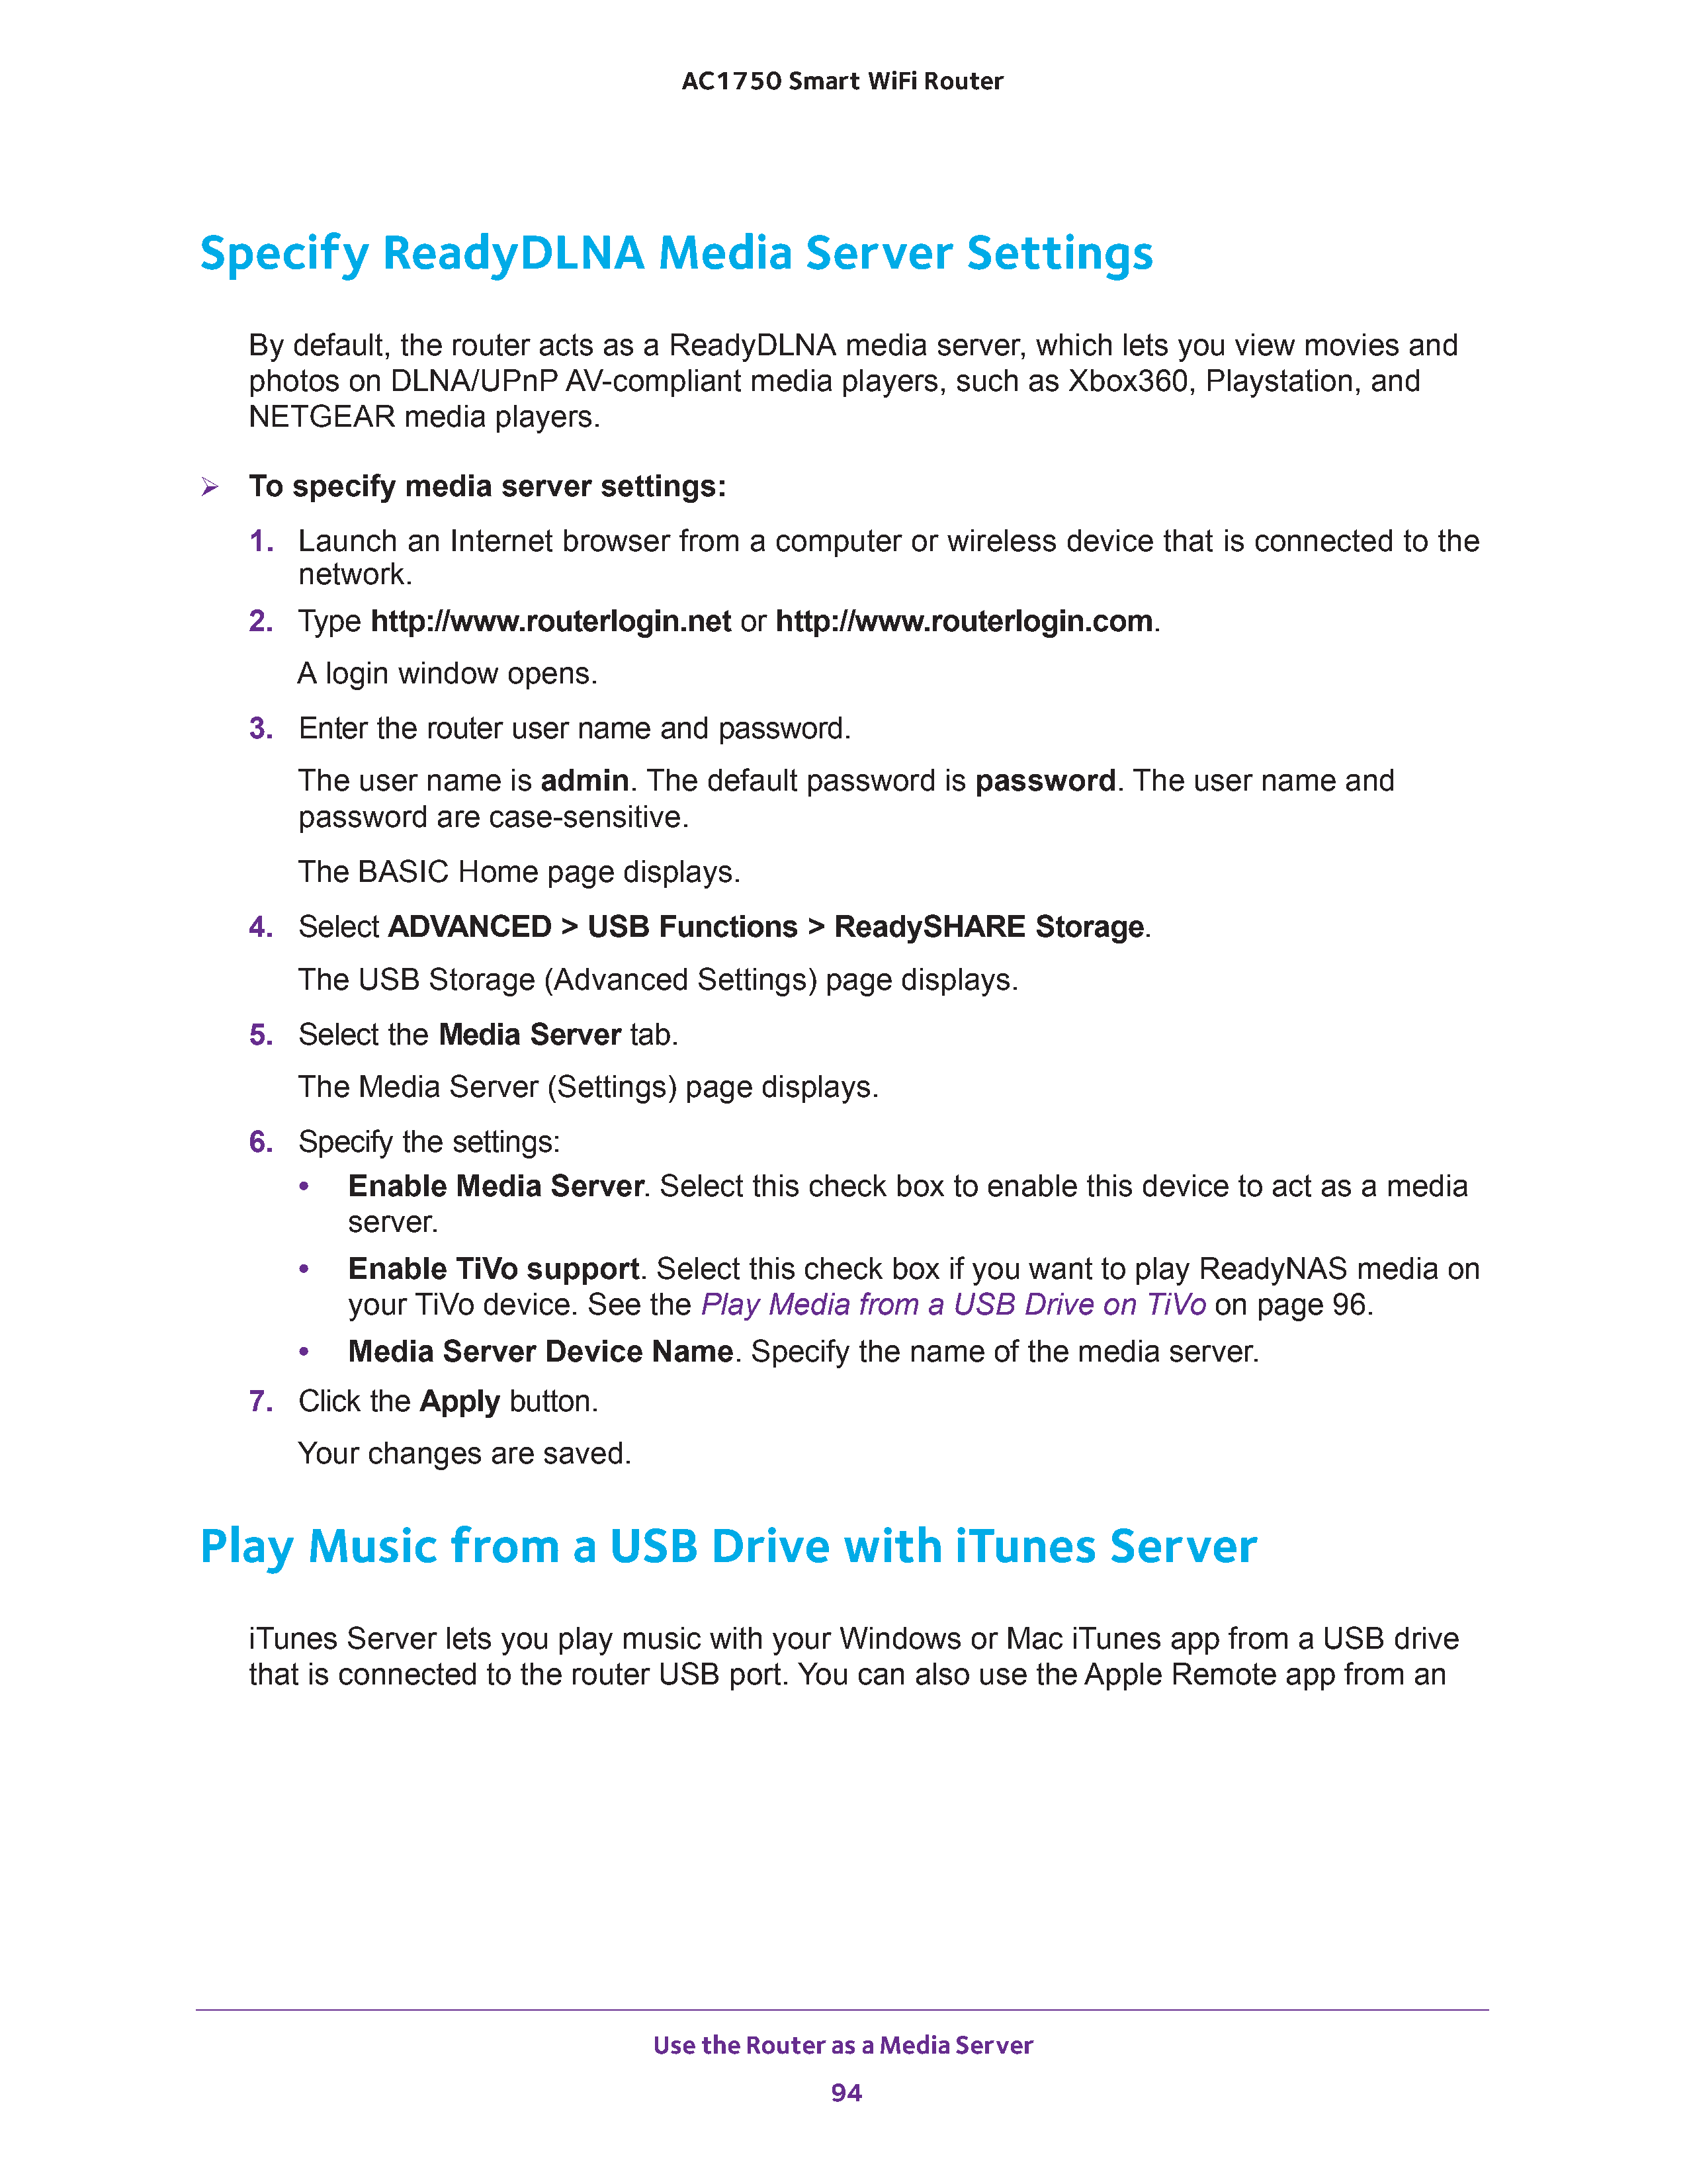 AC1750 Smart WiFi Router
Specify ReadyDLNA Media Server Settings
By default, the router acts as a ReadyDLNA media server, which lets you view movies and
photos on DLNA/UPnP AV-compliant media players, such as Xbox360, Playstation, and
NETGEAR media players.
➢ To specify media server settings:
1. Launch an Internet browser from a computer or wireless device that is connected to the
network.
2. Type http://www.routerlogin.net or http://www.routerlogin.com.
A login window opens.
3. Enter the router user name and password.
The user name is admin. The default password is password. The user name and
password are case-sensitive.
The BASIC Home page displays.
4. Select ADVANCED > USB Functions > ReadySHARE Storage.
The USB Storage (Advanced Settings) page displays.
5. Select the Media Server tab.
The Media Server (Settings) page displays.
6. Specify the settings:
• Enable Media Server. Select this check box to enable this device to act as a media
server.
• Enable TiVo support. Select this check box if you want to play ReadyNAS media on
your TiVo device. See the Play Media from a USB Drive on TiVo on page 96.
• Media Server Device Name. Specify the name of the media server.
7. Click the Apply button.
Your changes are saved.
Play Music from a USB Drive with iTunes Server
iTunes Server lets you play music with your Windows or Mac iTunes app from a USB drive
that is connected to the router USB port. You can also use the Apple Remote app from an
Use the Router as a Media Server
94